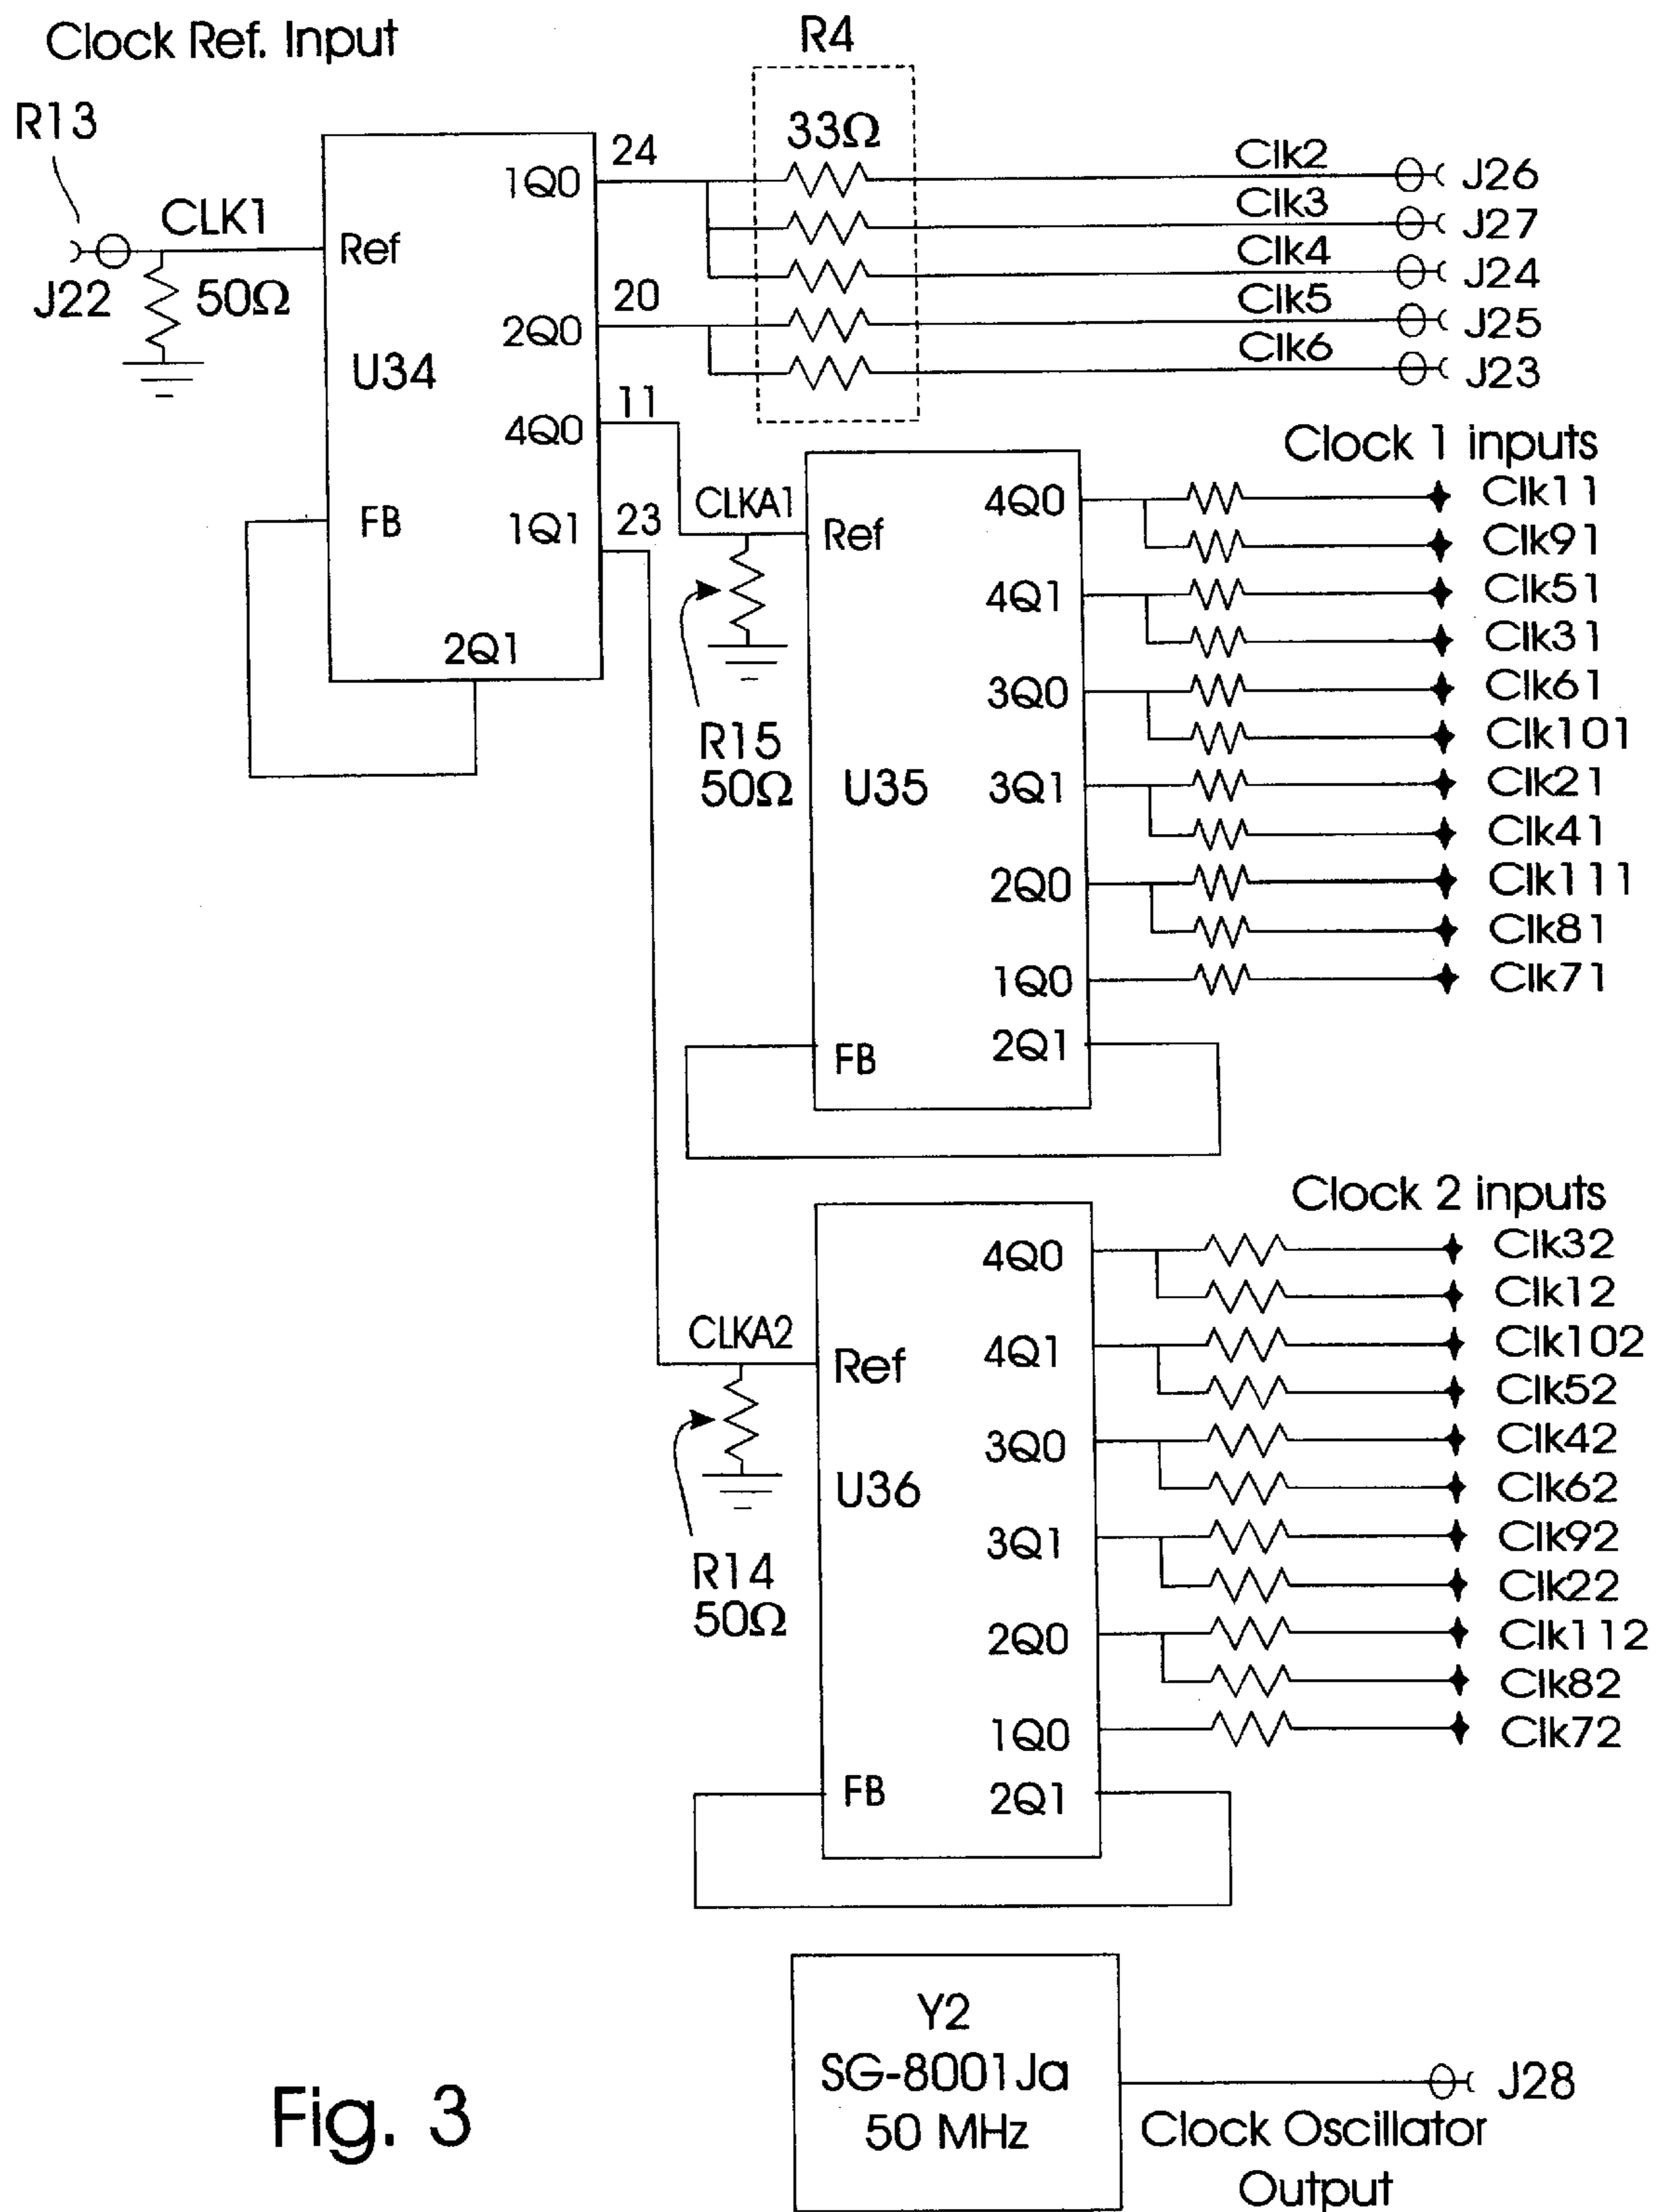 Clock Ref. Input
R4
R13
33Ω
24
1Q0
Clk2
J26
CLK1
Clk3
J27
Ref
Clk4
J24
J22
50Ω
20
Clk5
J25
2Q0
Clk6
J23
U34
11
4Q0
Clock 1 inputs
FB
1Q1
23
CLKA1
Ref
4Q0
Clk11
Clk91
4Q1
Clk51
Clk31
2Q1
3Q0
Clk61
Clk101
R15
50Ω
U35
3Q1
Clk21
Clk41
2Q0
Clk111
Clk81
1Q0
Clk71
FB
2Q1
Clock 2 inputs
4Q0
Clk32
Clk12
CLKA2
Ref
4Q1
Clk102
Clk52
3Q0
Clk42
Clk62
U36
R14
50Ω
3Q1
Clk92
Clk22
2Q0
Clk112
Clk82
1Q0
Clk72
FB
2Q1
Y2
SG-8001Ja
50 MHz
J28
Clock Oscillator
Output
Fig. 3